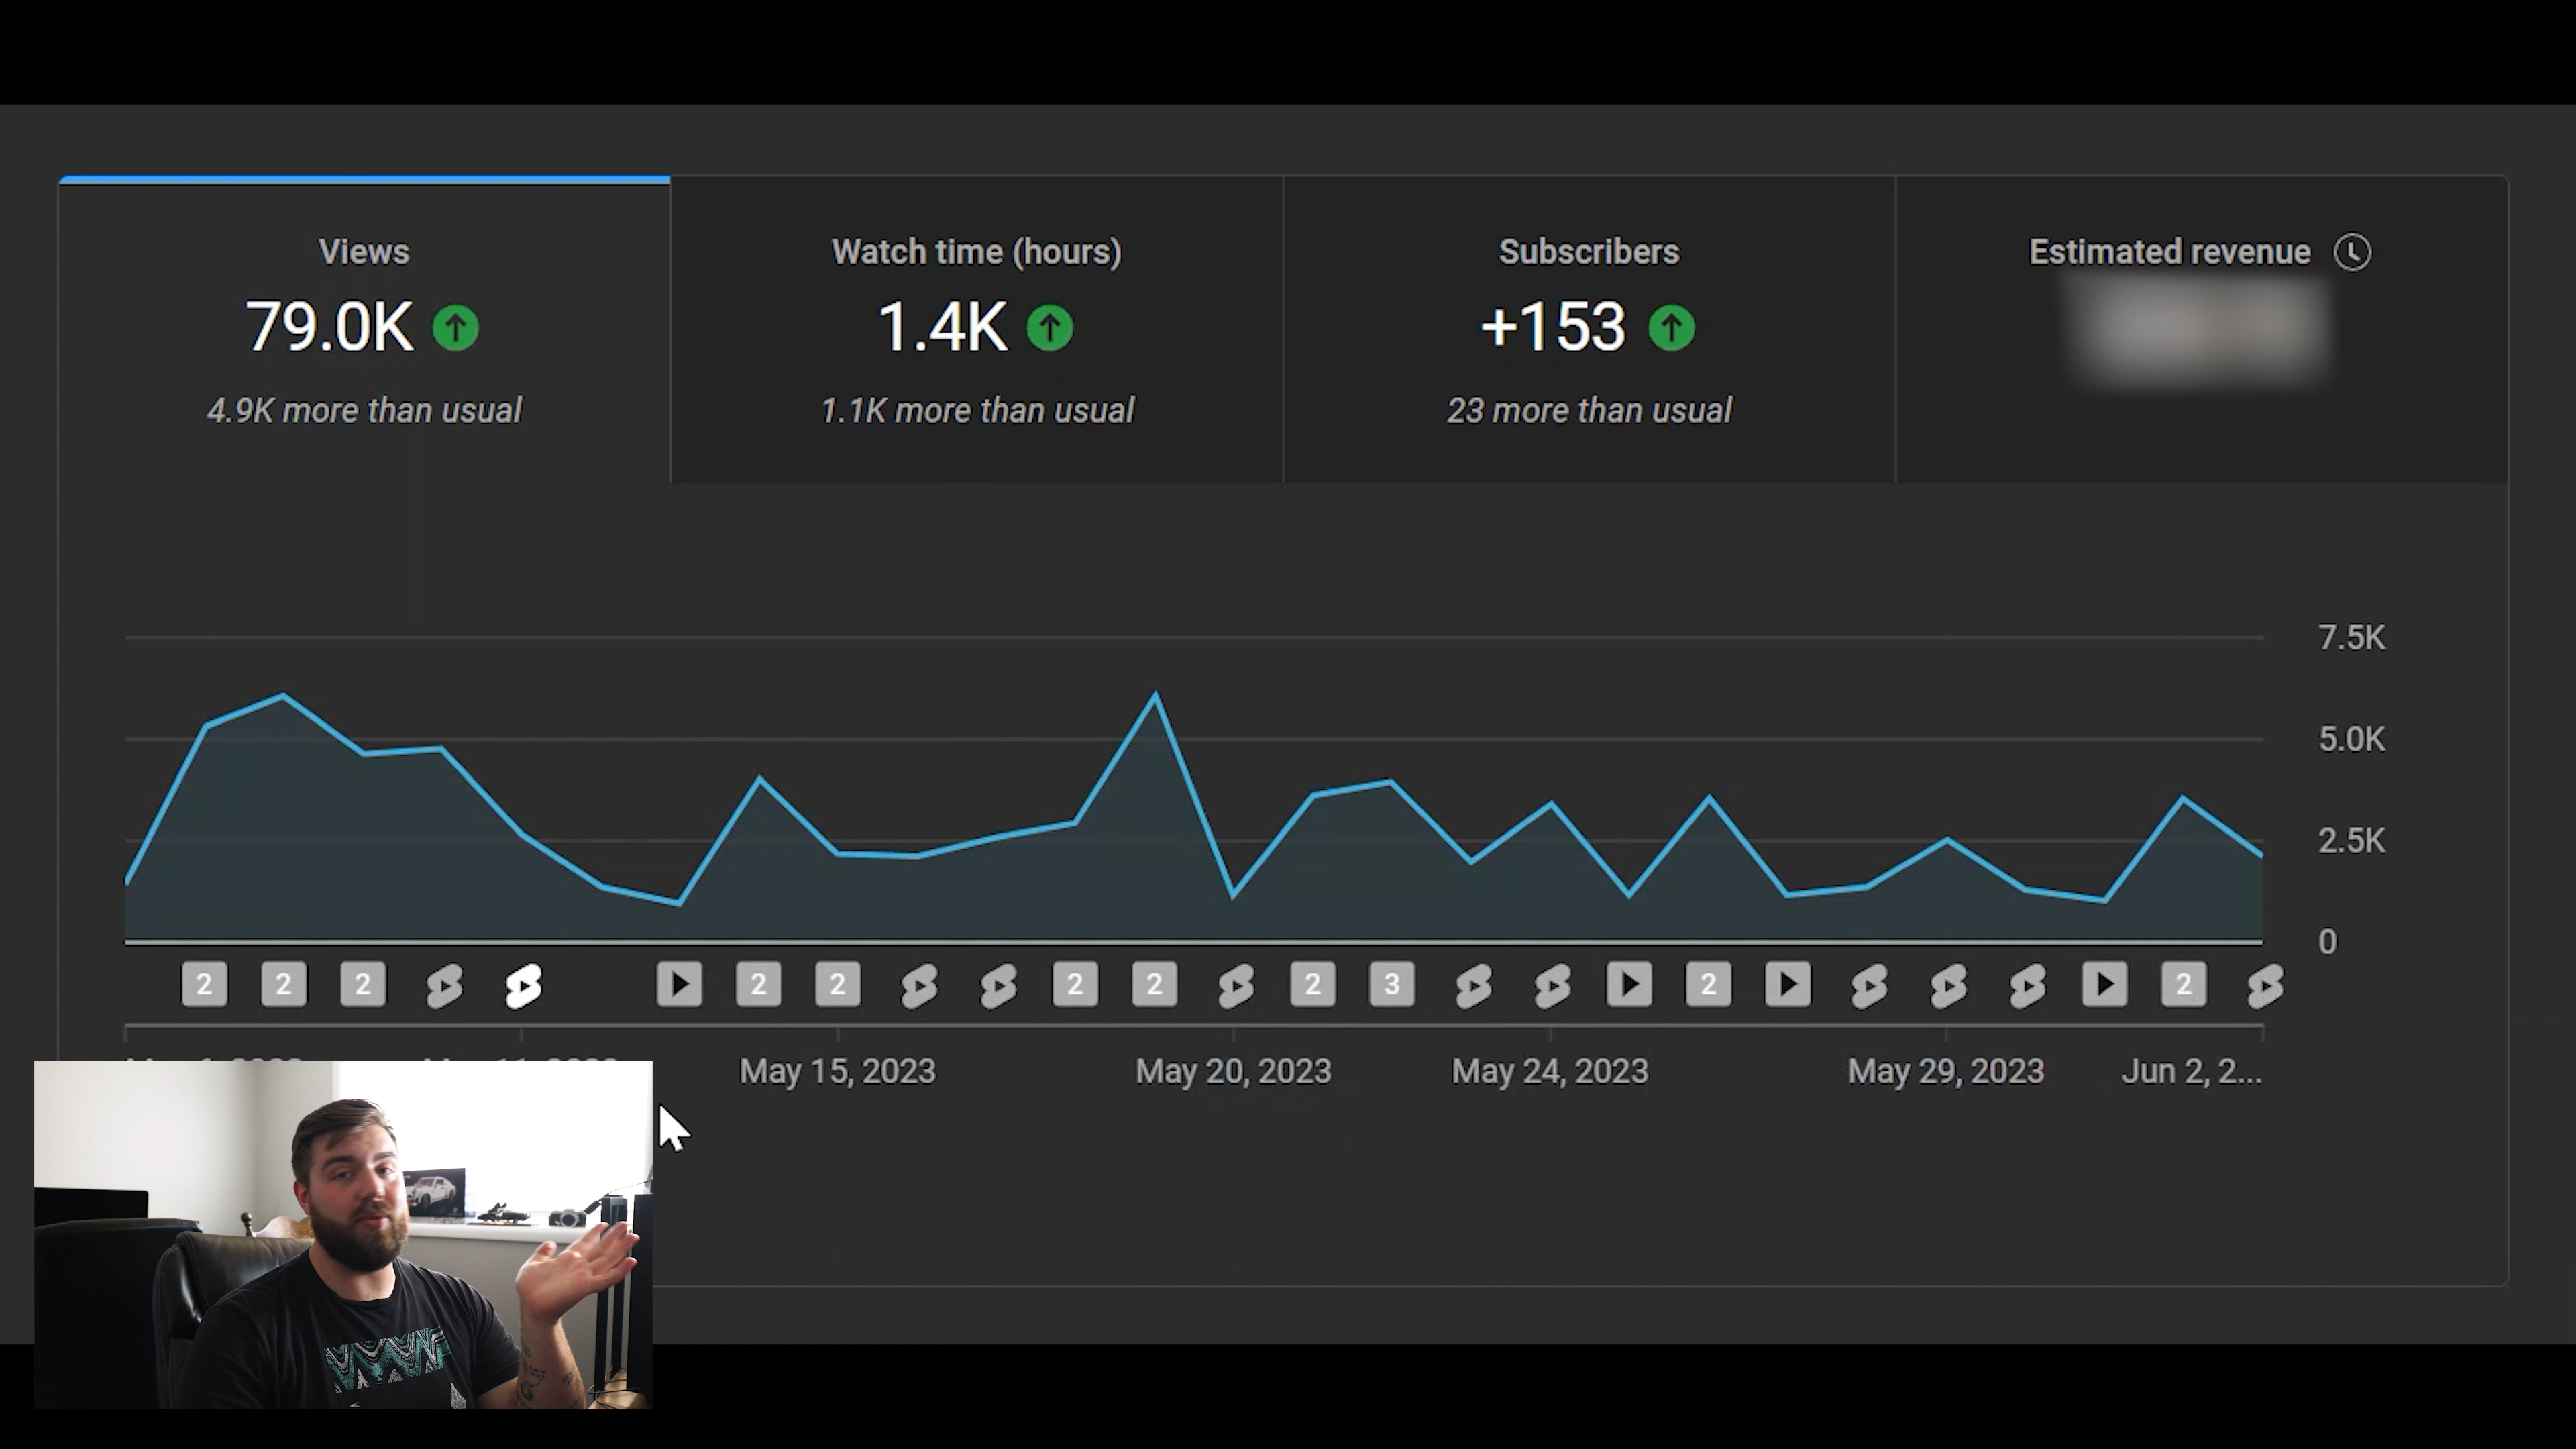 Views
79.0K
4.9K more than usual
Watch time (hours)
1.4K
1.1K more than usual
Subscribers
+153
23 more than usual
Estimated revenue
7.5K
5.0K
2.5K
0
2 2 2 2 2 2 2 2 3 2 2
May 15, 2023 May 20, 2023 May 24, 2023 May 29, 2023 Jun 2, 2...